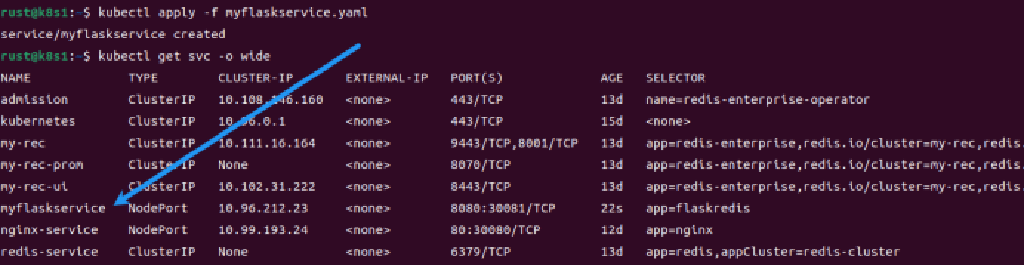 rust@k8s1:~$ kubectl apply -f myflaskservice.yaml
service/myflaskservice created
rust@k8s1:~$ kubectl get svc -o wide
NAME TYPE CLUSTER-IP EXTERNAL-IP PORT(S) AGE SELECTOR
admission ClusterIP 10.108.146.160 <none> 443/TCP 13d name=redis-enterprise-operator
kubernetes ClusterIP 10.96.0.1 <none> 443/TCP 15d <none>
my-rec ClusterIP 10.111.16.164 <none> 9443/TCP,8001/TCP 13d app=redis-enterprise,redis.io/cluster=my-rec,redis.
my-rec-prom ClusterIP None <none> 8070/TCP 13d app=redis-enterprise,redis.io/cluster=my-rec,redis.
my-rec-ui ClusterIP 10.102.31.222 <none> 8443/TCP 13d app=redis-enterprise,redis.io/cluster=my-rec,redis.
myflaskservice NodePort 10.96.212.23 <none> 8080:30081/TCP 22s app=flaskredis
nginx-service NodePort 10.99.193.24 <none> 80:30080/TCP 12d app=nginx
redis-service ClusterIP None <none> 6379/TCP 13d app=redis,appCluster=redis-cluster